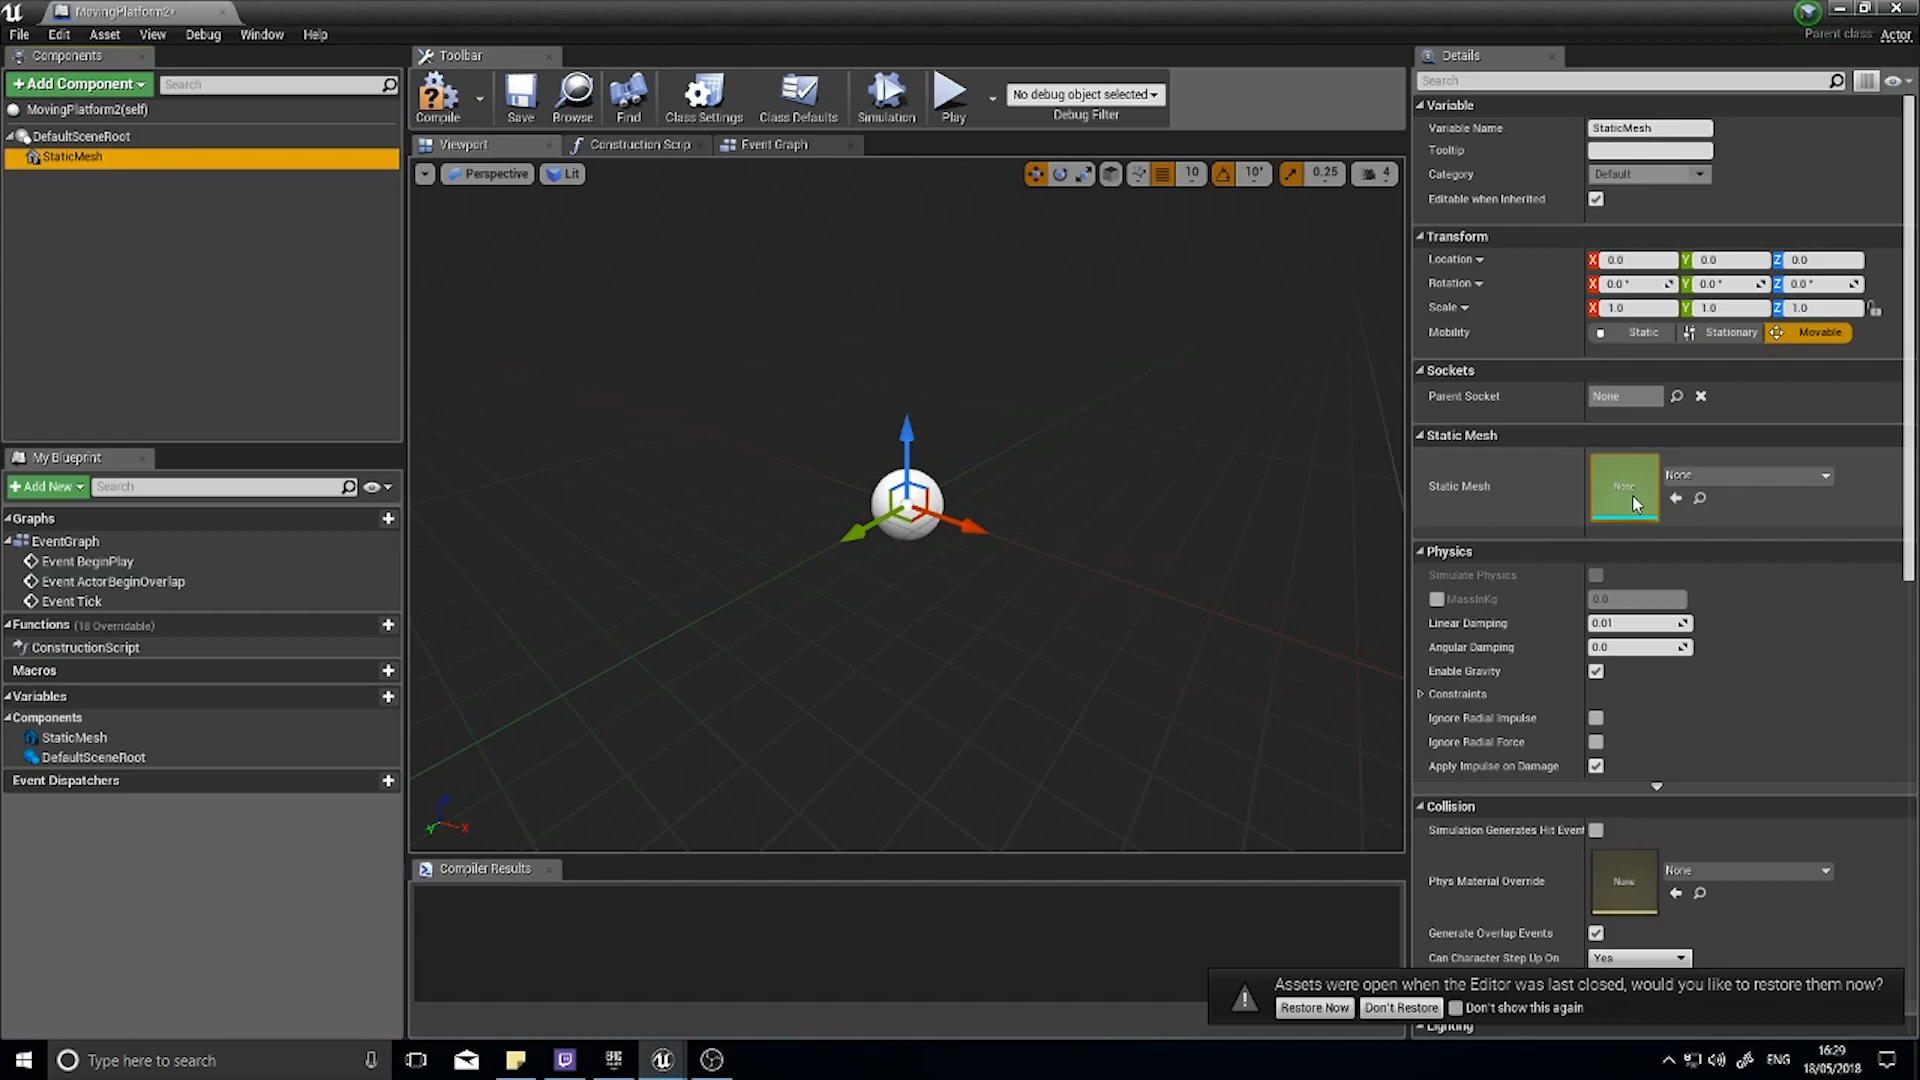 MovingPlatform2*
File Edit Asset View Debug Window Help
Parent class: Actor
Components
+Add Component
Search
MovingPlatform2(self)
DefaultSceneRoot
StaticMesh
Toolbar
Compile
Save
Browse
Find
Class Settings
Class Defaults
Simulation
Play
No debug object selected
Debug Filter
Viewport
Construction Scrip
Event Graph
Perspective
Lit
10
10°
0.25
4
My Blueprint
+Add New
Search
Graphs
EventGraph
Event BeginPlay
Event ActorBeginOverlap
Event Tick
Functions (18 Overridable)
ConstructionScript
Macros
Variables
Components
StaticMesh
DefaultSceneRoot
Event Dispatchers
X
Compiler Results
Details
Search
Variable
Variable Name StaticMesh
Tooltip
Category Default
Editable when Inherited
Transform
Location X 0.0 Y 0.0 Z 0.0
Rotation X 0.0 ° Y 0.0 ° Z 0.0 °
Scale X 1.0 Y 1.0 Z 1.0
Mobility Static Stationary Movable
Sockets
Parent Socket None
Static Mesh
Static Mesh None None
Physics
Simulate Physics
MassInKg 0.0
Linear Damping 0.01
Angular Damping 0.0
Enable Gravity
Constraints
Ignore Radial Impulse
Ignore Radial Force
Apply Impulse on Damage
Collision
Simulation Generates Hit Event
Phys Material Override None None
Generate Overlap Events
Can Character Step Up On Yes
Assets were open when the Editor was last closed, would you like to restore them now?
Restore Now Don't Restore Don't show this again
Lighting
Type here to search
EPIC
ENG
16:29
18/05/2018